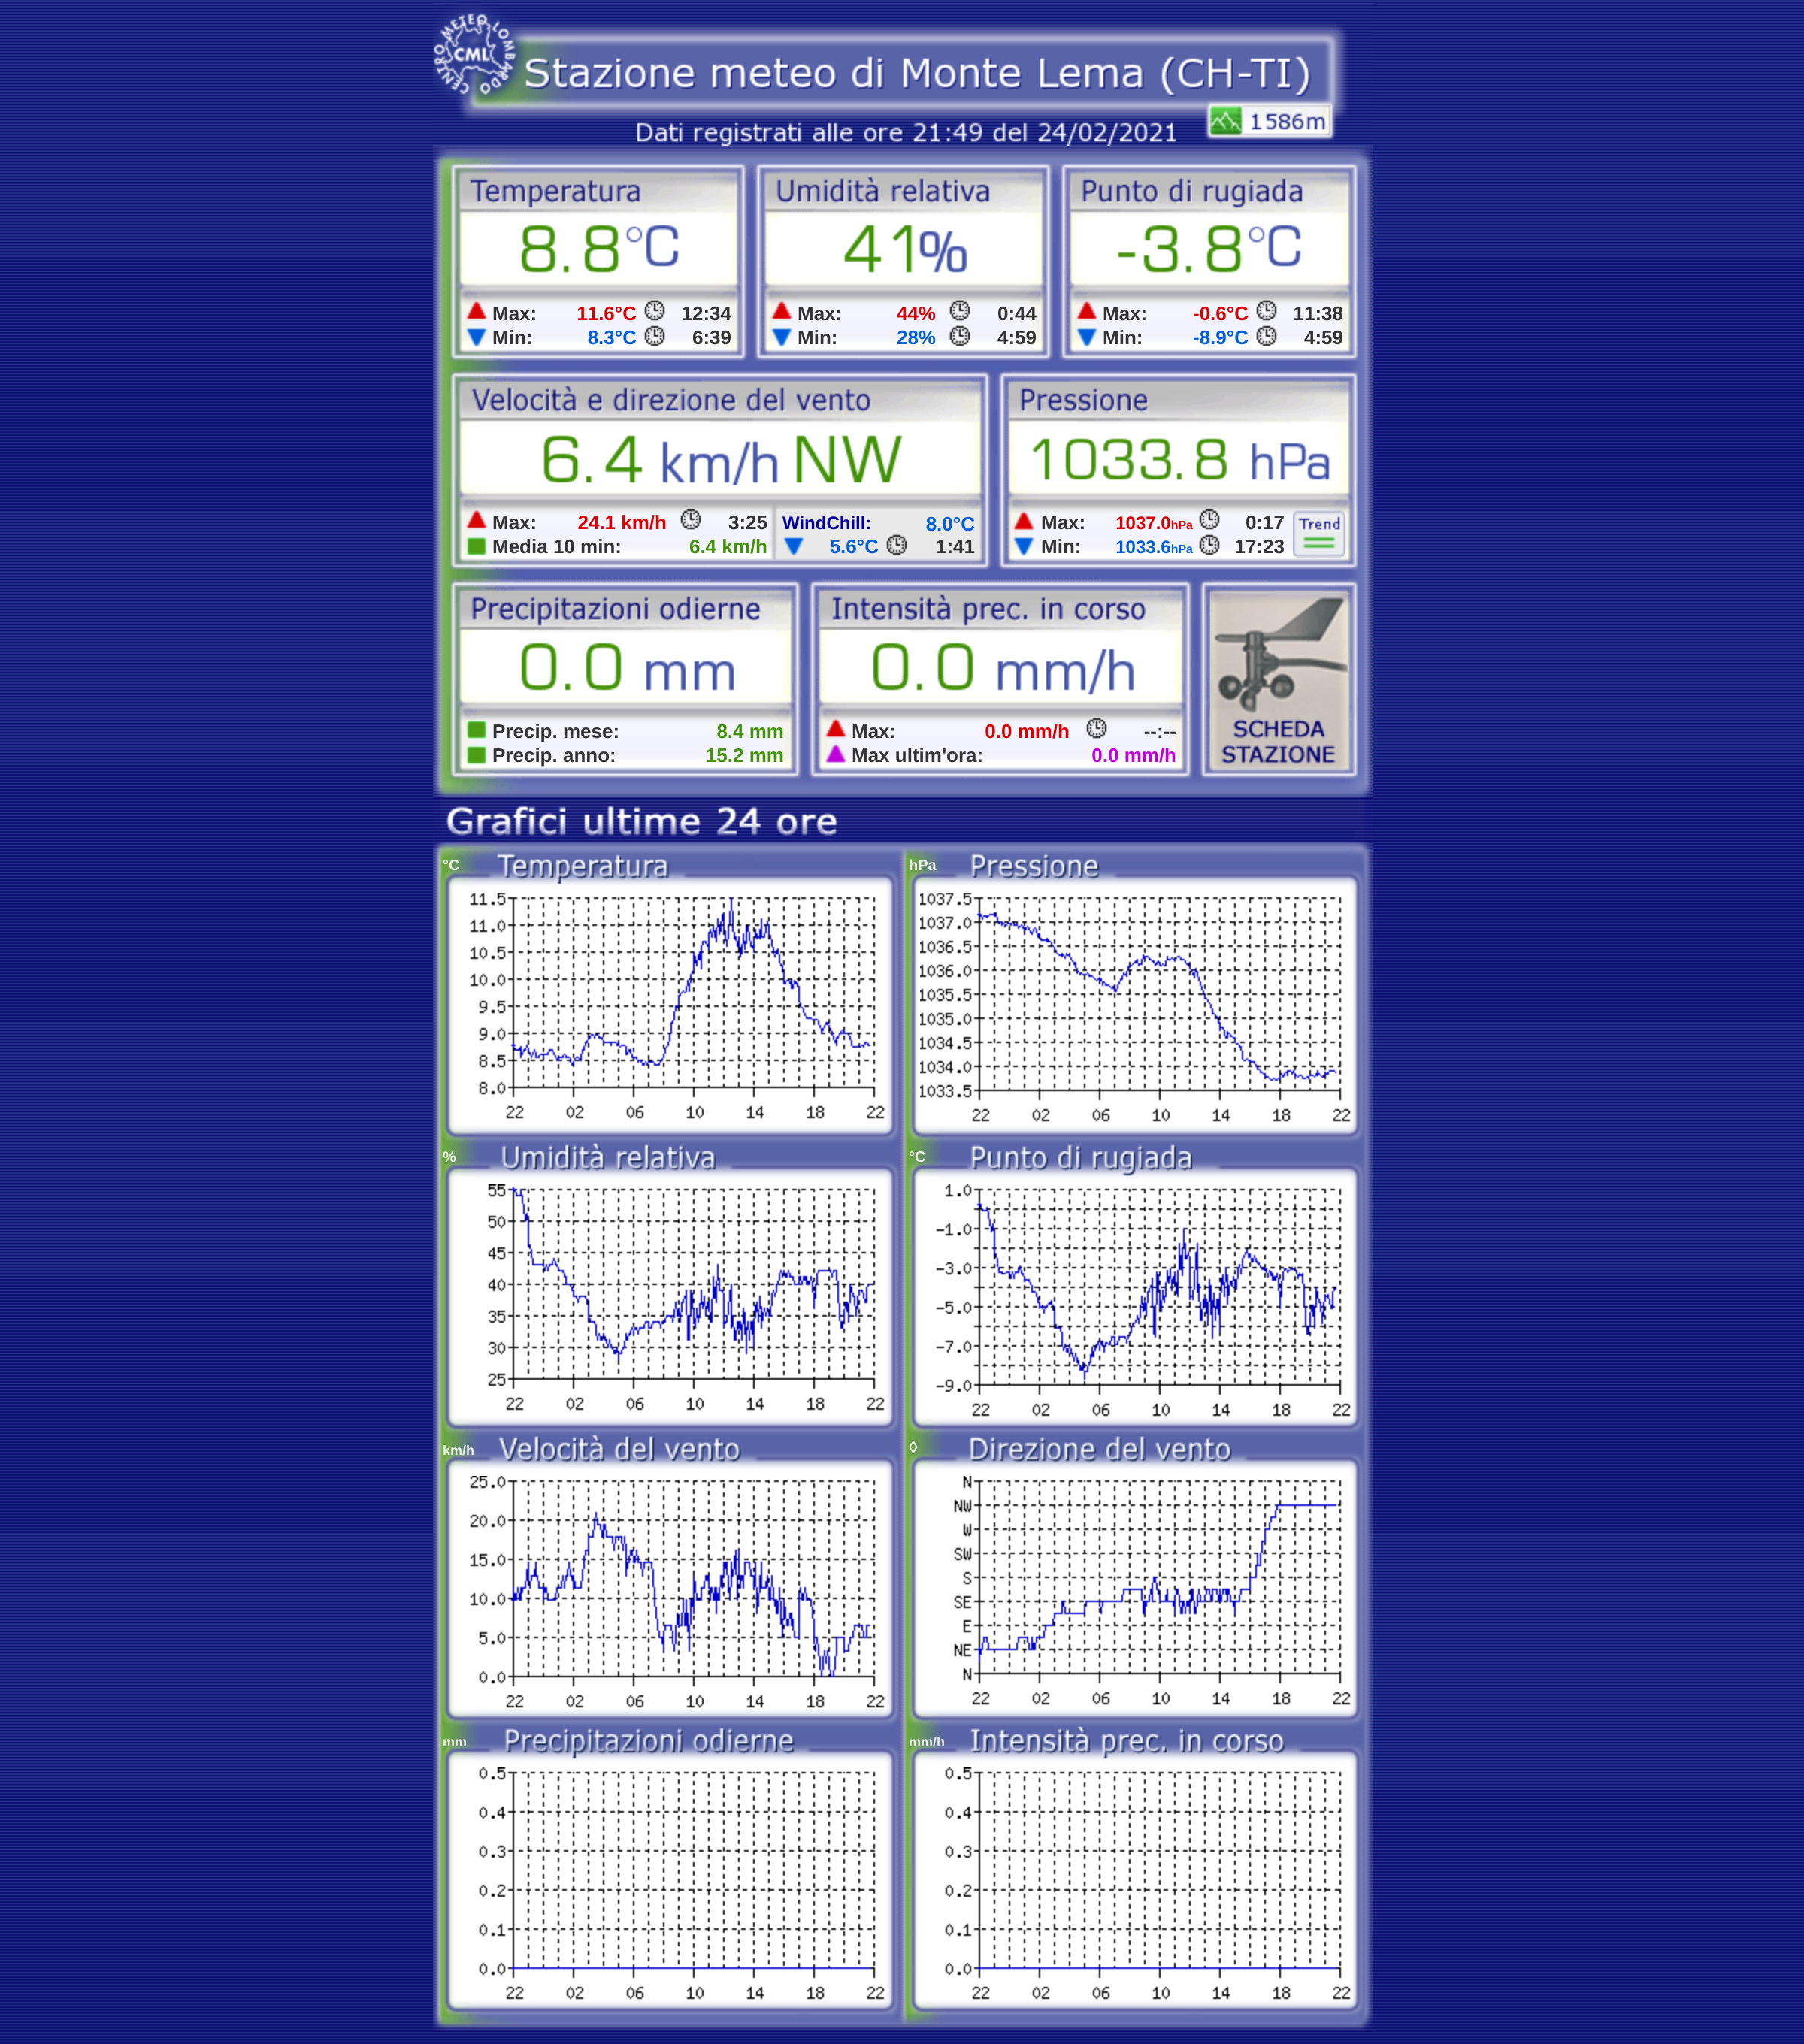 CENTRO METEO LOMBARDO
CML
Stazione meteo di Monte Lema (CH-TI)
1586m
Dati registrati alle ore 21:49 del 24/02/2021
Temperatura Umidità relativa Punto di rugiada
8.8°C 41% -3.8°C
Max: 11.6°C 12:34 Max: 44% 0:44 Max: -0.6°C 11:38
Min: 8.3°C 6:39 Min: 28% 4:59 Min: -8.9°C 4:59
Velocità e direzione del vento Pressione
6.4 km/h NW 1033.8 hPa
Max: 24.1 km/h 3:25 WindChill: 8.0°C Max: 1037.0hPa 0:17 Trend
Media 10 min: 6.4 km/h 5.6°C 1:41 Min: 1033.6hPa 17:23
Precipitazioni odierne Intensità prec. in corso
0.0 mm 0.0 mm/h
Precip. mese: 8.4 mm Max: 0.0 mm/h --:-- SCHEDA
Precip. anno: 15.2 mm Max ultim'ora: 0.0 mm/h STAZIONE
Grafici ultime 24 ore
°C Temperatura
11.5
11.0
10.5
10.0
9.5
9.0
8.5
8.0
22 02 06 10 14 18 22
hPa Pressione
1037.5
1037.0
1036.5
1036.0
1035.5
1035.0
1034.5
1034.0
1033.5
22 02 06 10 14 18 22
% Umidità relativa
55
50
45
40
35
30
25
22 02 06 10 14 18 22
°C Punto di rugiada
1.0
-1.0
-3.0
-5.0
-7.0
-9.0
22 02 06 10 14 18 22
km/h Velocità del vento
25.0
20.0
15.0
10.0
5.0
0.0
22 02 06 10 14 18 22
◊ Direzione del vento
N
NW
W
SW
S
SE
E
NE
N
22 02 06 10 14 18 22
mm Precipitazioni odierne
0.5
0.4
0.3
0.2
0.1
0.0
22 02 06 10 14 18 22
mm/h Intensità prec. in corso
0.5
0.4
0.3
0.2
0.1
0.0
22 02 06 10 14 18 22